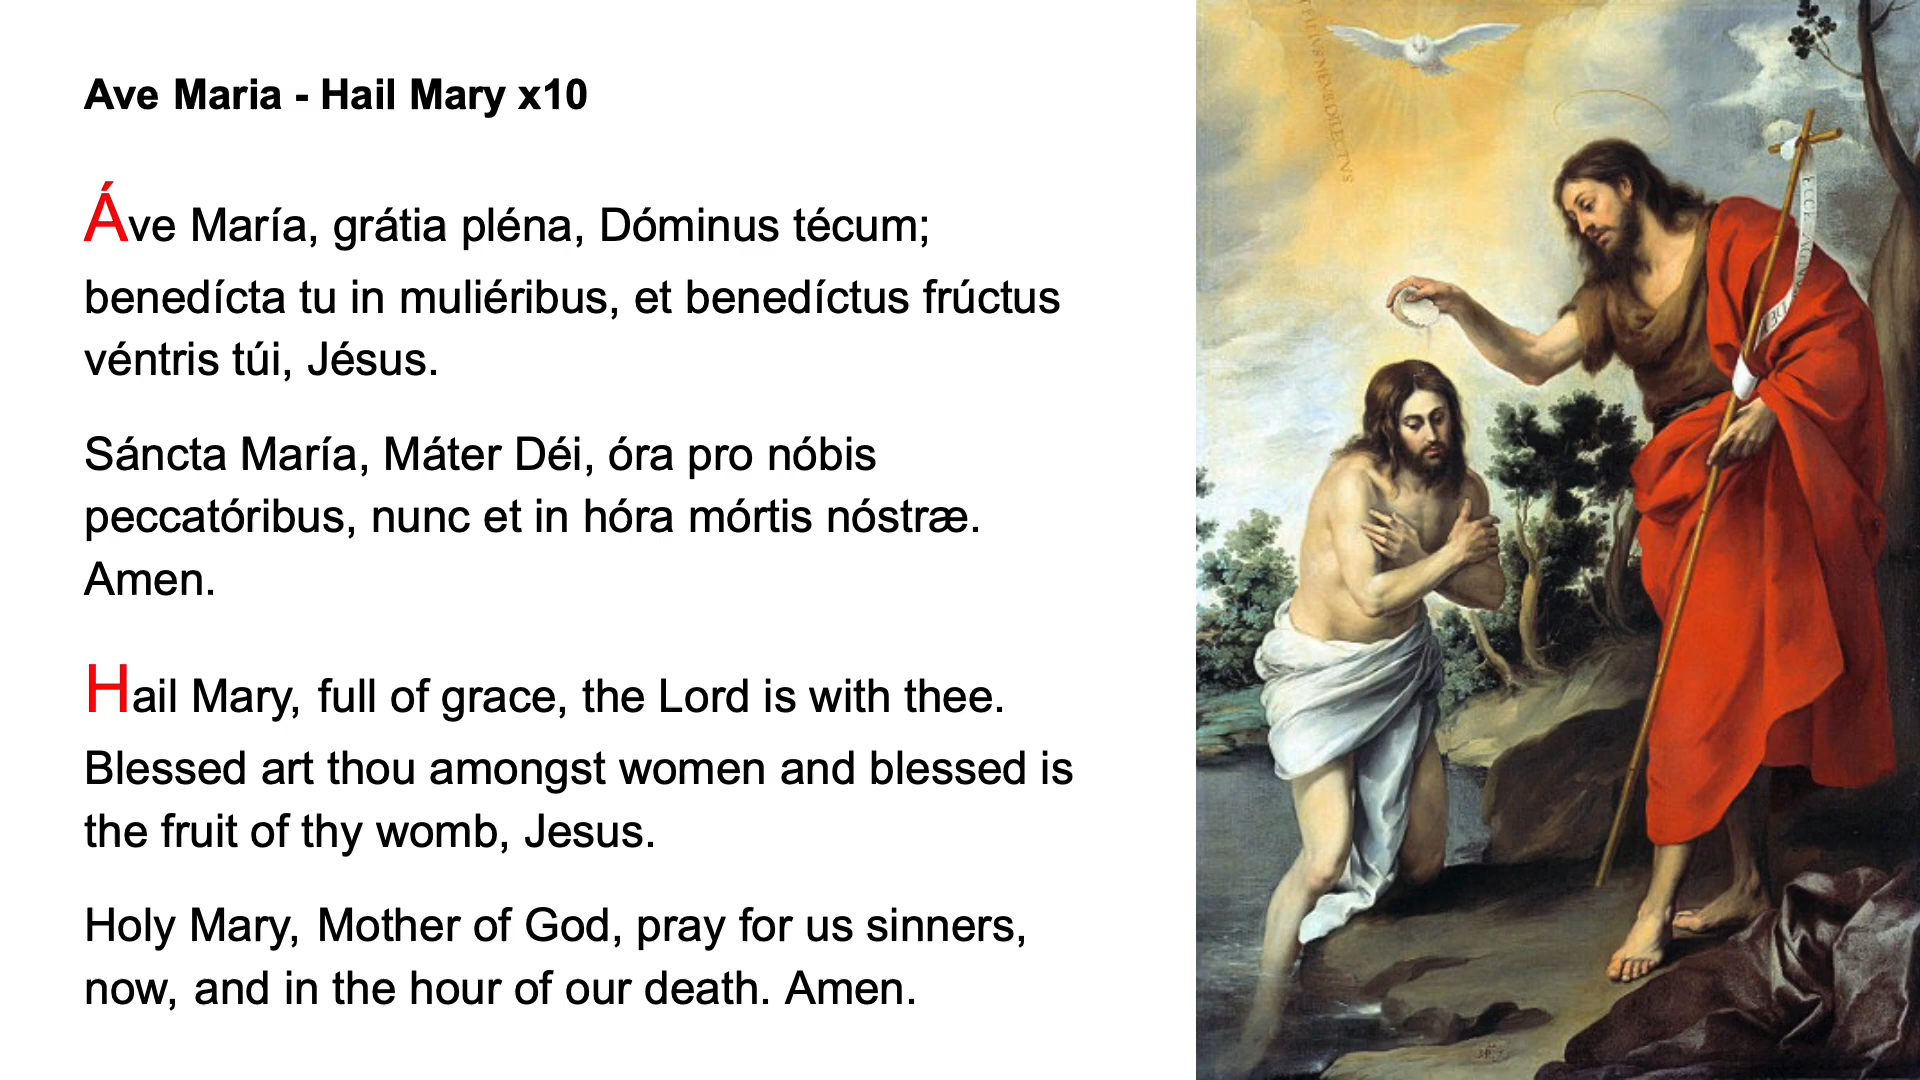 Ave Maria - Hail Mary x10
Áve María, grátia pléna, Dóminus técum;
benedícta tu in muliéribus, et benedíctus frúctus
véntris túi, Jésus.
Sáncta María, Máter Déi, óra pro nóbis
peccatóribus, nunc et in hóra mórtis nóstræ.
Amen.
Hail Mary, full of grace, the Lord is with thee.
Blessed art thou amongst women and blessed is
the fruit of thy womb, Jesus.
Holy Mary, Mother of God, pray for us sinners,
now, and in the hour of our death. Amen.
DILECTVS
ECCE